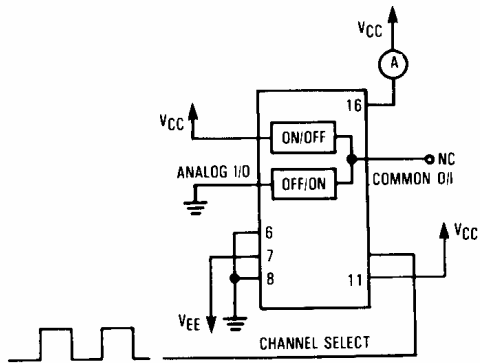 VCC
A
16
VCC
ON/OFF
NC
ANALOG I/O
OFF/ON
COMMON O/I
6
VCC
7
8
11
VEE
CHANNEL SELECT